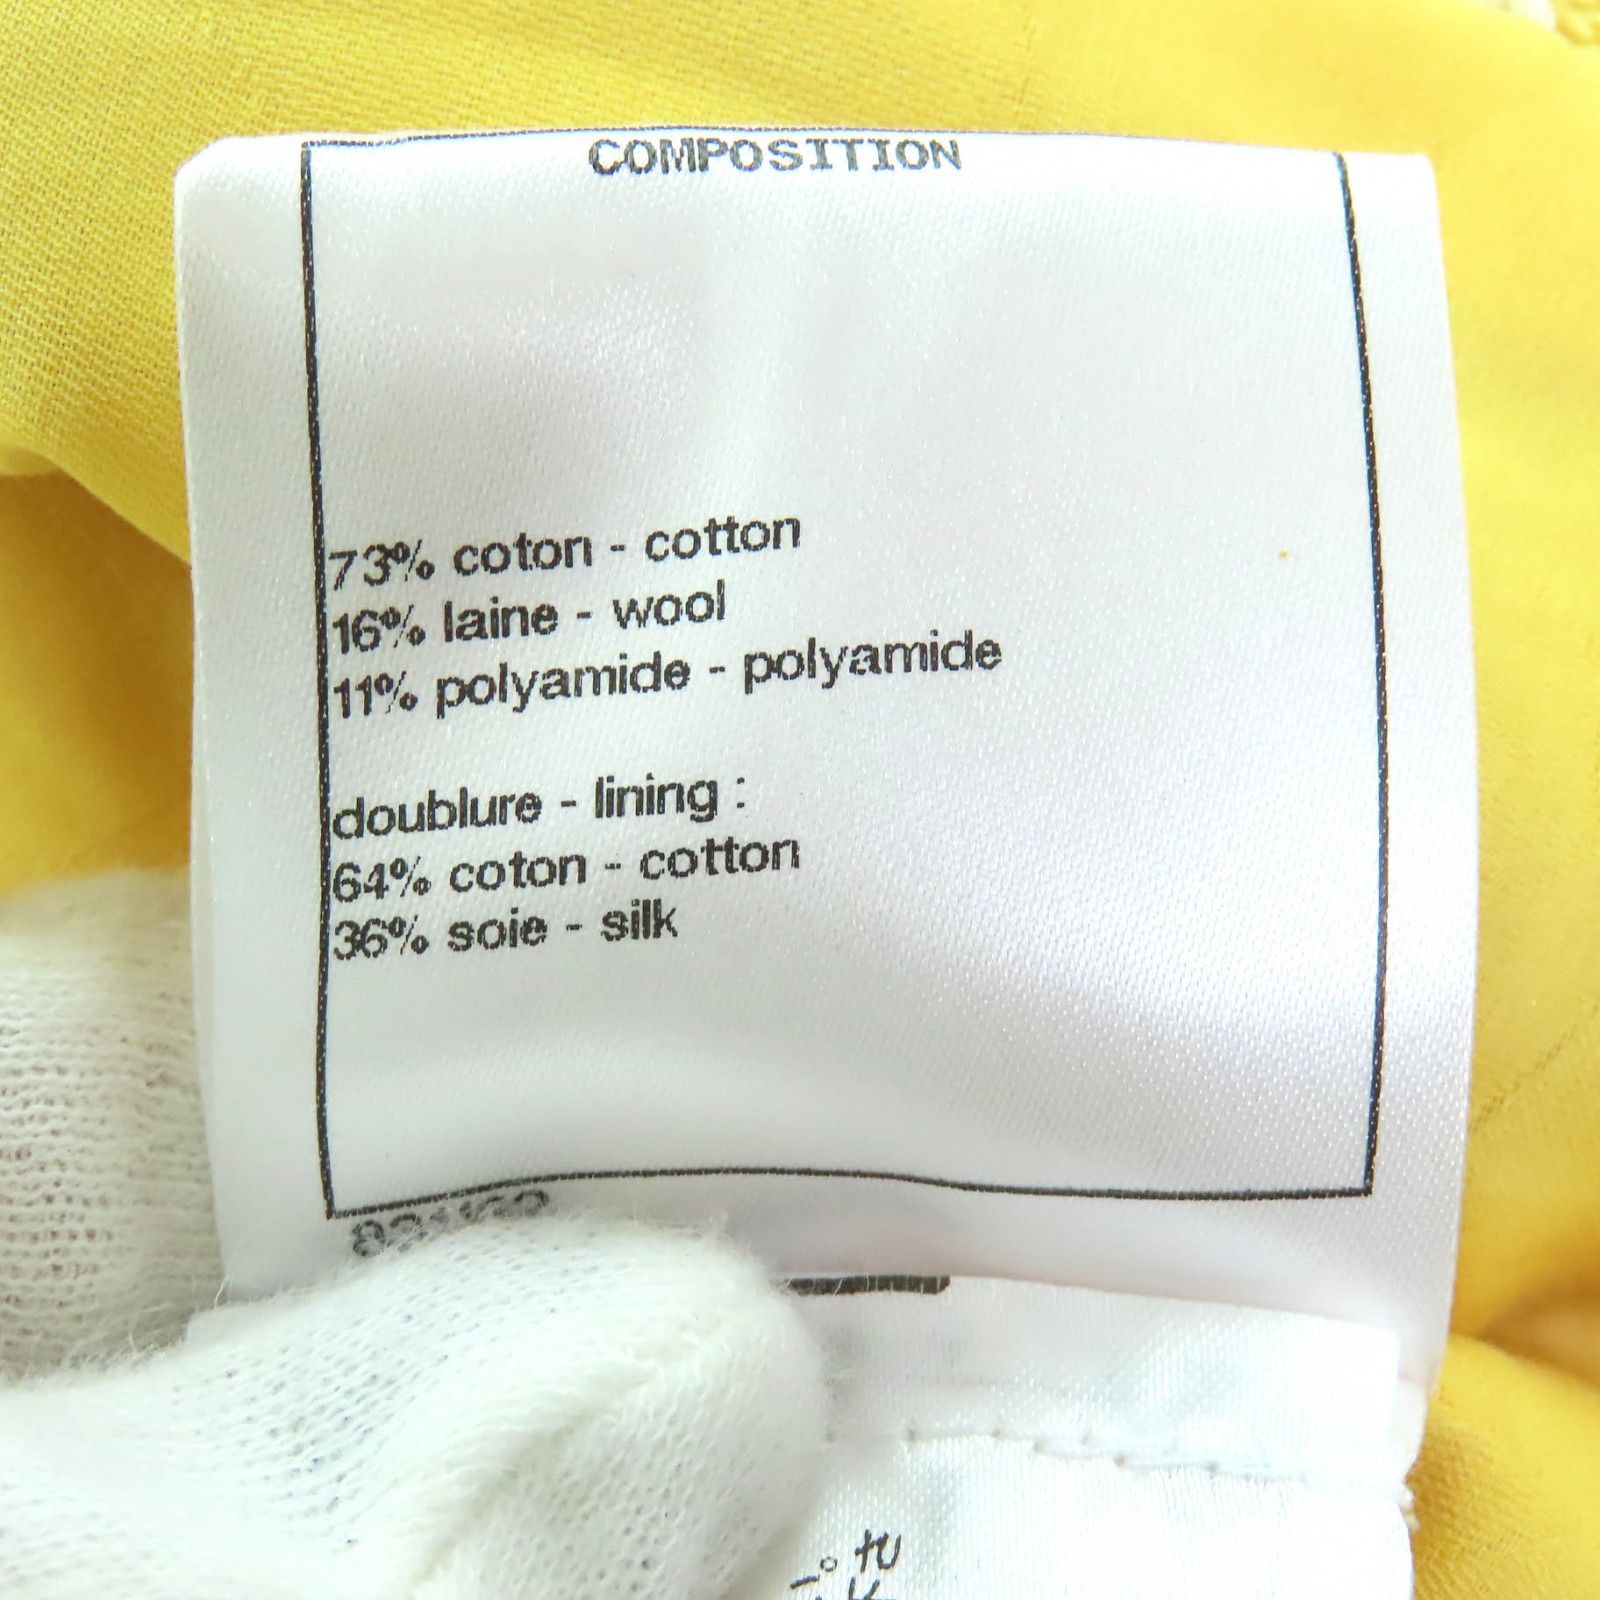 COMPOSITION
73% coton - cotton
16% laine - wool
11% polyamide - polyamide
doublure - lining :
64% coton - cotton
36% soie - silk